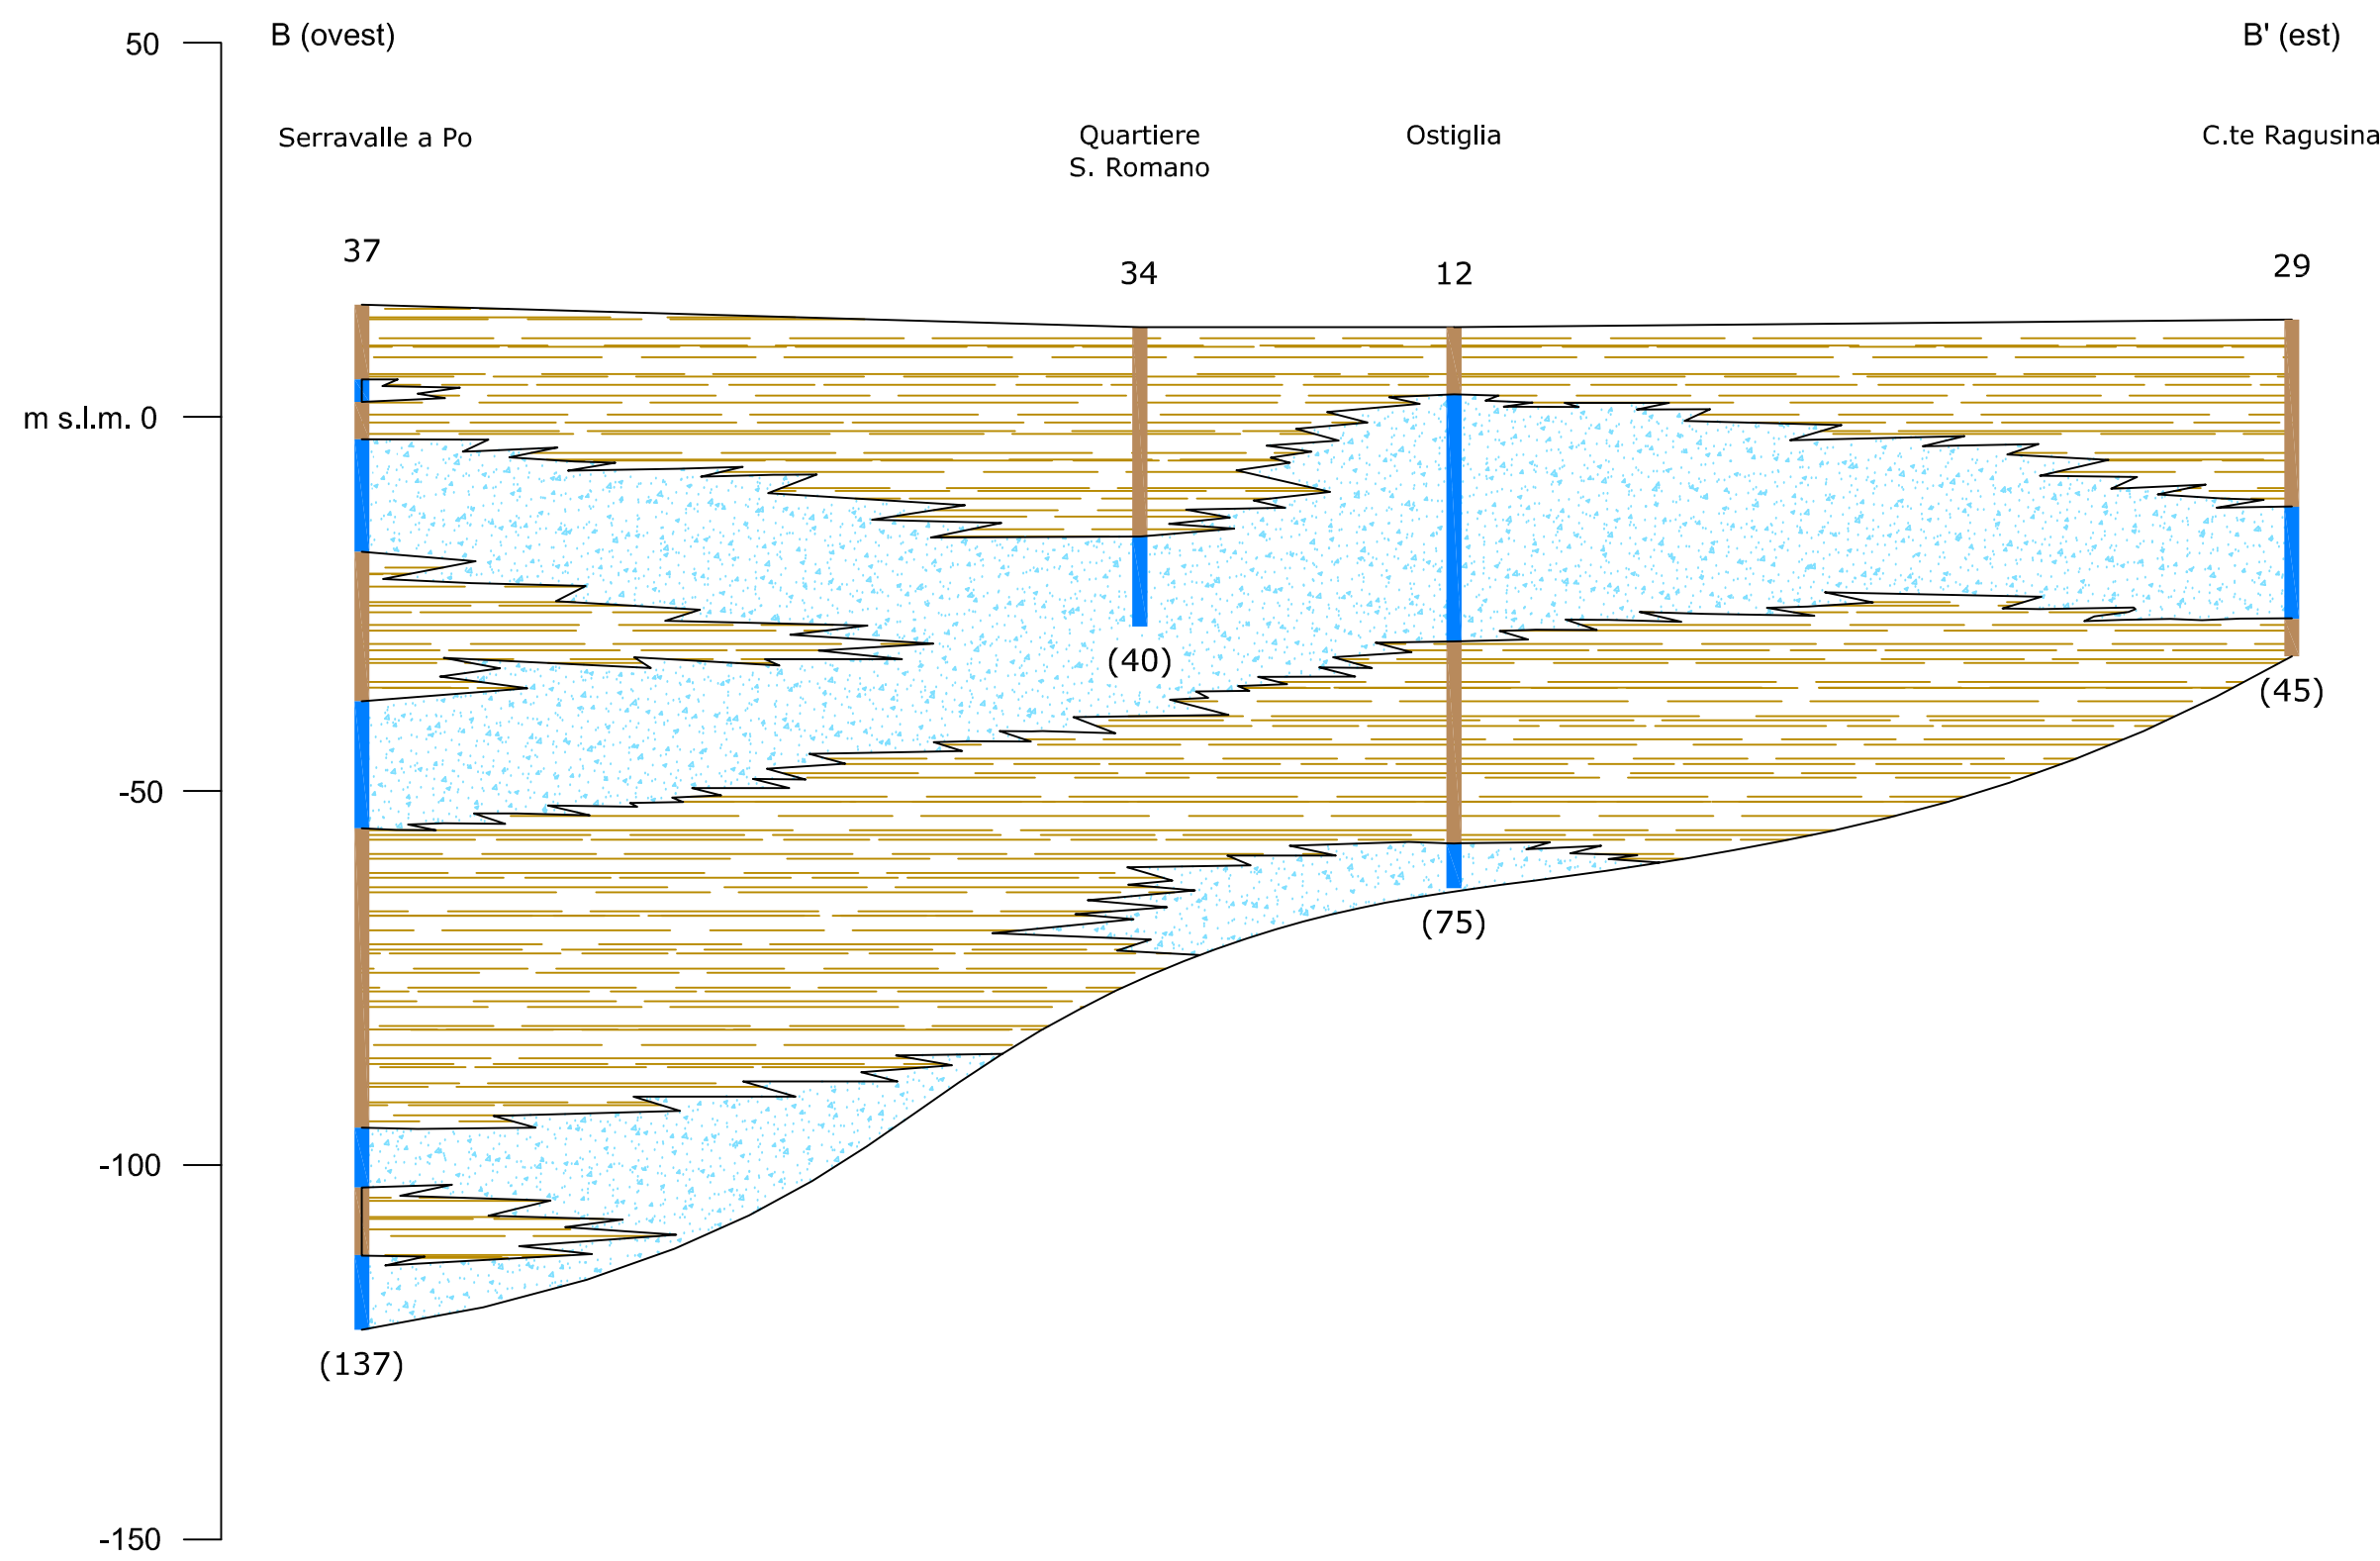 50
B (ovest)
B' (est)
Serravalle a Po
Quartiere
S. Romano
Ostiglia
C.te Ragusina
37
34
12
29
m s.l.m. 0
(40)
(45)
-50
(75)
-100
(137)
-150